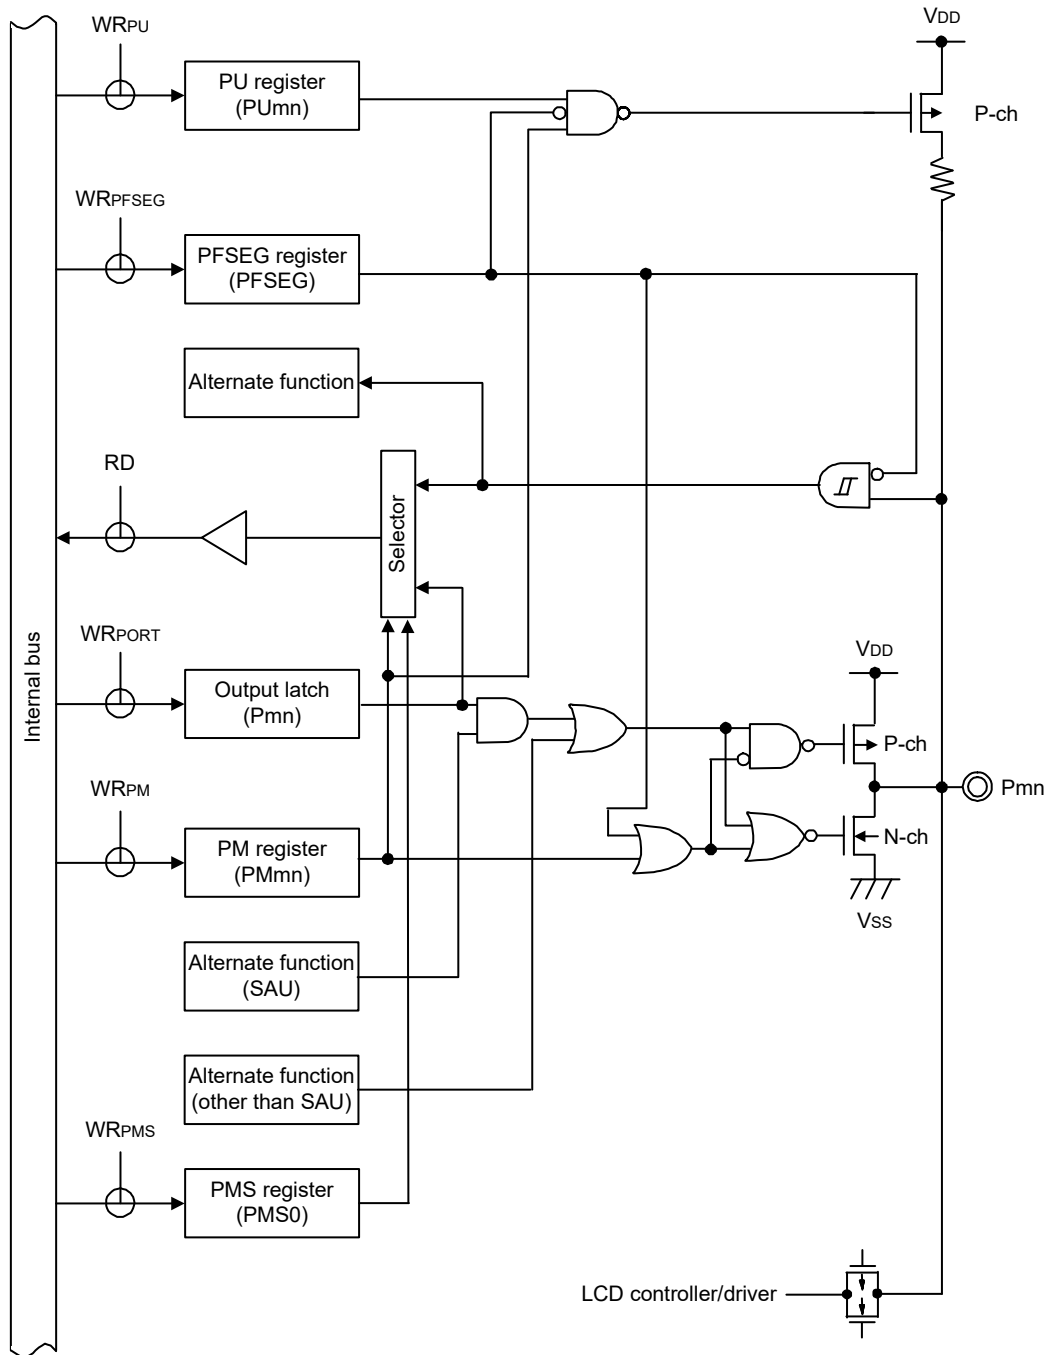 WRPU
VDD
PU register
(PUmn)
P-ch
WRPFSEG
PFSEG register
(PFSEG)
Alternate function
RD
Selector
Internal bus
WRPORT
VDD
Output latch
(Pmn)
P-ch
WRPM
Pmn
PM register
(PMmn)
N-ch
VSS
Alternate function
(SAU)
Alternate function
(other than SAU)
WRPMS
PMS register
(PMS0)
LCD controller/driver